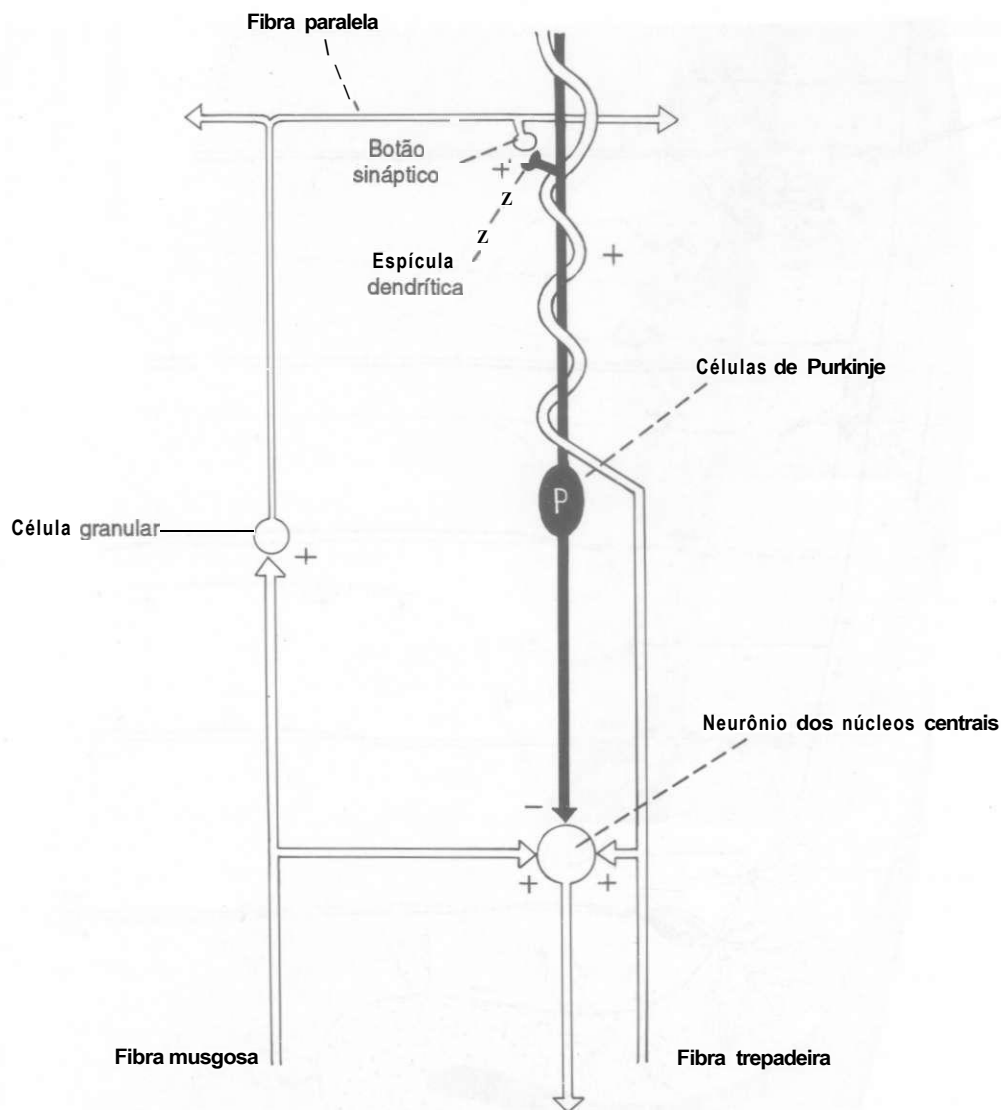 Fibra paralela
Botão
sináptico
+
z
z
Espícula
dendrítica
+
Células de Purkinje
P
Célula granular
+
Neurônio dos núcleos centrais
−
+
+
Fibra musgosa
Fibra trepadeira